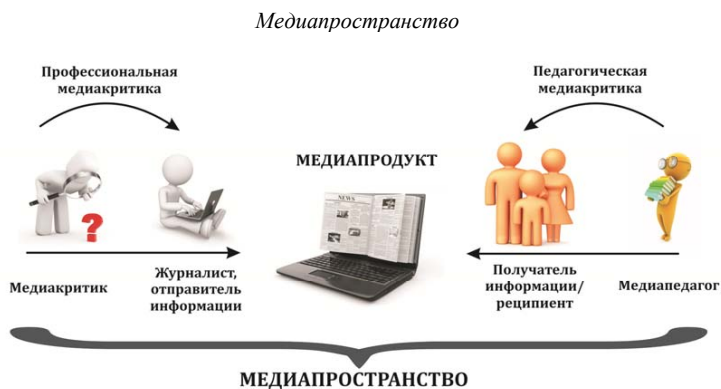 Медиапространство
Профессиональная
медиакритика
Педагогическая
медиакритика
МЕДИАПРОДУКТ
NEWS
Медиакритик
Журналист,
отправитель
информации
Получатель
информации/
реципиент
Медиапедагог
МЕДИАПРОСТРАНСТВО